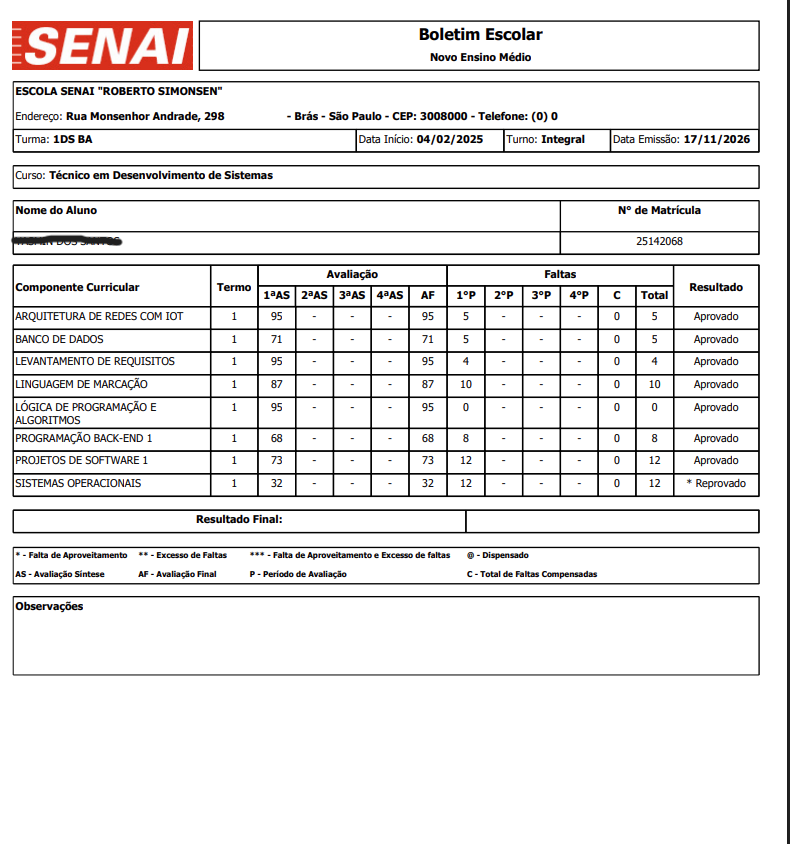 SENAI
Boletim Escolar
Novo Ensino Médio
ESCOLA SENAI "ROBERTO SIMONSEN"
Endereço: Rua Monsenhor Andrade, 298 - Brás - São Paulo - CEP: 3008000 - Telefone: (0) 0
Turma: 1DS BA Data Início: 04/02/2025 Turno: Integral Data Emissão: 17/11/2026
Curso: Técnico em Desenvolvimento de Sistemas
Nome do Aluno Nº de Matrícula
25142068
Componente Curricular Termo Avaliação Faltas Resultado
1ªAS 2ªAS 3ªAS 4ªAS AF 1°P 2°P 3°P 4°P C Total
ARQUITETURA DE REDES COM IOT 1 95 - - - 95 5 - - - 0 5 Aprovado
BANCO DE DADOS 1 71 - - - 71 5 - - - 0 5 Aprovado
LEVANTAMENTO DE REQUISITOS 1 95 - - - 95 4 - - - 0 4 Aprovado
LINGUAGEM DE MARCAÇÃO 1 87 - - - 87 10 - - - 0 10 Aprovado
LÓGICA DE PROGRAMAÇÃO E 1 95 - - - 95 0 - - - 0 0 Aprovado
ALGORITMOS
PROGRAMAÇÃO BACK-END 1 1 68 - - - 68 8 - - - 0 8 Aprovado
PROJETOS DE SOFTWARE 1 1 73 - - - 73 12 - - - 0 12 Aprovado
SISTEMAS OPERACIONAIS 1 32 - - - 32 12 - - - 0 12 * Reprovado
Resultado Final:
* - Falta de Aproveitamento ** - Excesso de Faltas *** - Falta de Aproveitamento e Excesso de faltas @ - Dispensado
AS - Avaliação Síntese AF - Avaliação Final P - Período de Avaliação C - Total de Faltas Compensadas
Observações